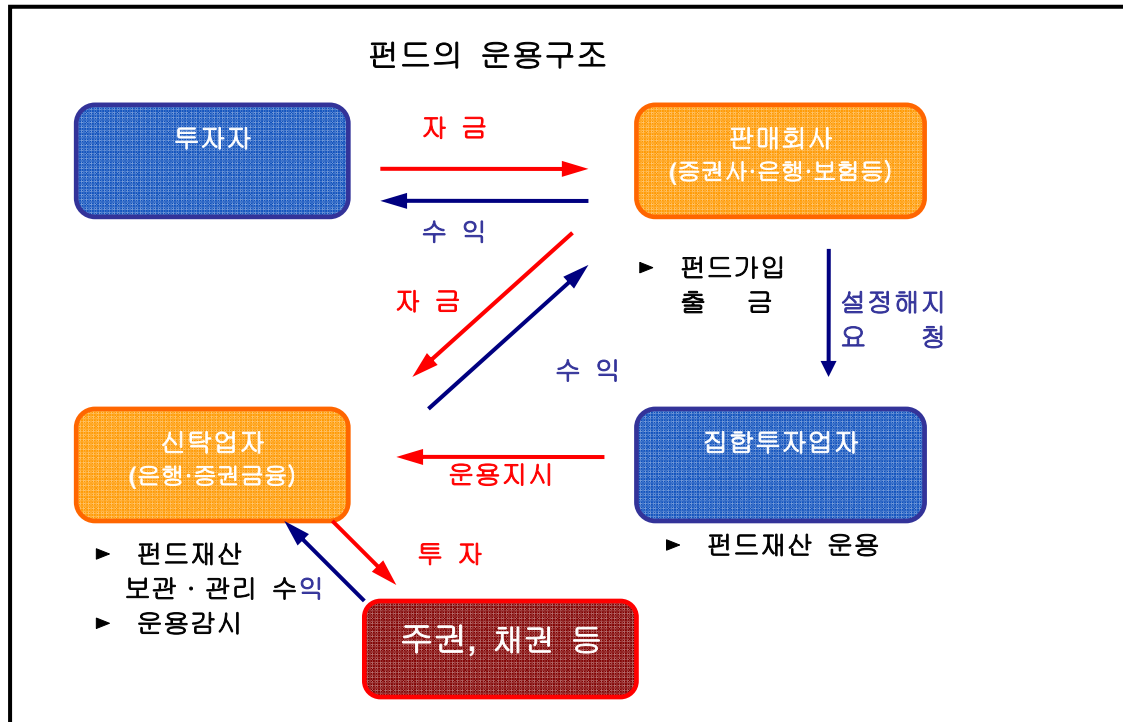 펀드의 운용구조
투자자
자 금
판매회사
(증권사·은행·보험등)
수 익
► 펀드가입
출 금
자 금
설정해지
요 청
수 익
신탁업자
(은행·증권금융)
집합투자업자
운용지시
► 펀드재산
보관·관리 수익
► 운용감시
투 자
► 펀드재산 운용
주권, 채권 등